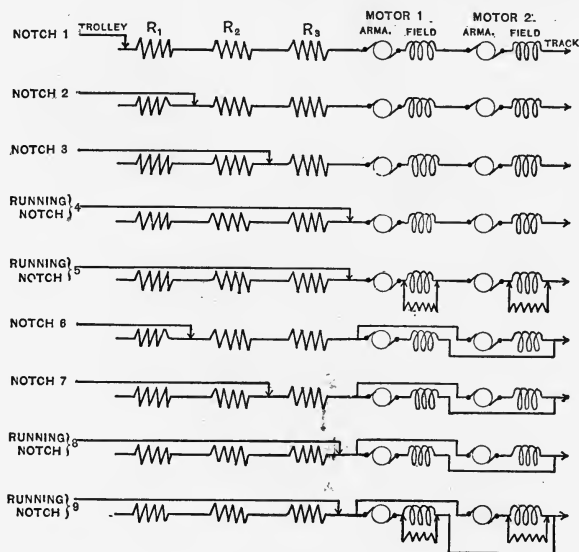 MOTOR 1 MOTOR 2
TROLLEY R1 R2 R3 ARMA. FIELD ARMA. FIELD
NOTCH 1 TRACK
NOTCH 2
NOTCH 3
RUNNING
NOTCH } 4
RUNNING
NOTCH } 5
NOTCH 6
NOTCH 7
RUNNING
NOTCH } 8
RUNNING
NOTCH } 9